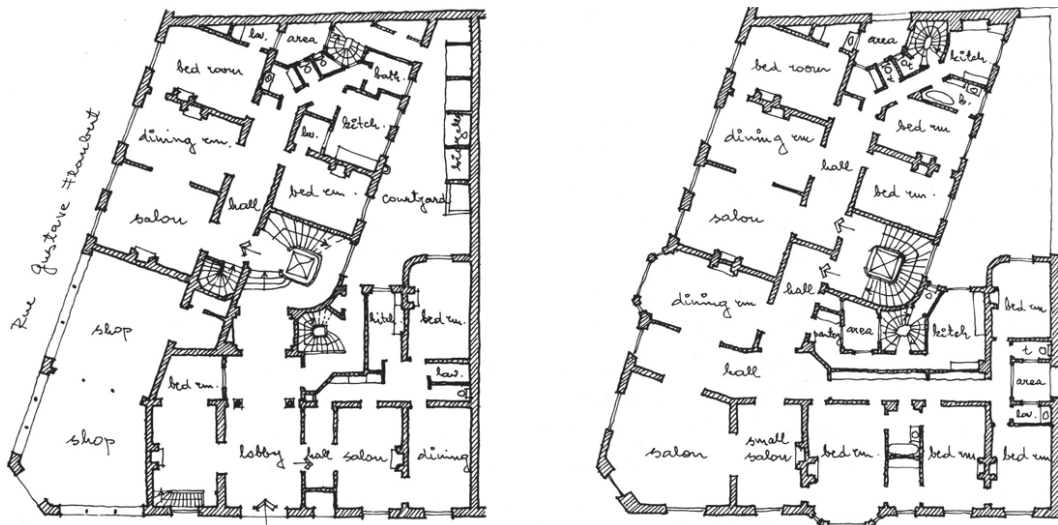 lav.
area
bed room
bath.
dining rm.
lav.
kitch.
bicycles
Rue Gustave Flaubert
salon
hall
bed rm.
courtyard
shop
kitch.
bed rm.
bed rm.
lav.
shop
lobby
hall
salon
dining
area
kitch.
bed room
b.
dining rm
bed rm
hall
salon
bed rm.
dining rm
hall
pantry
area
kitch.
bed rm
t
hall
area
lav.
salon
small
salon
bed rm.
bed rm
bed rm